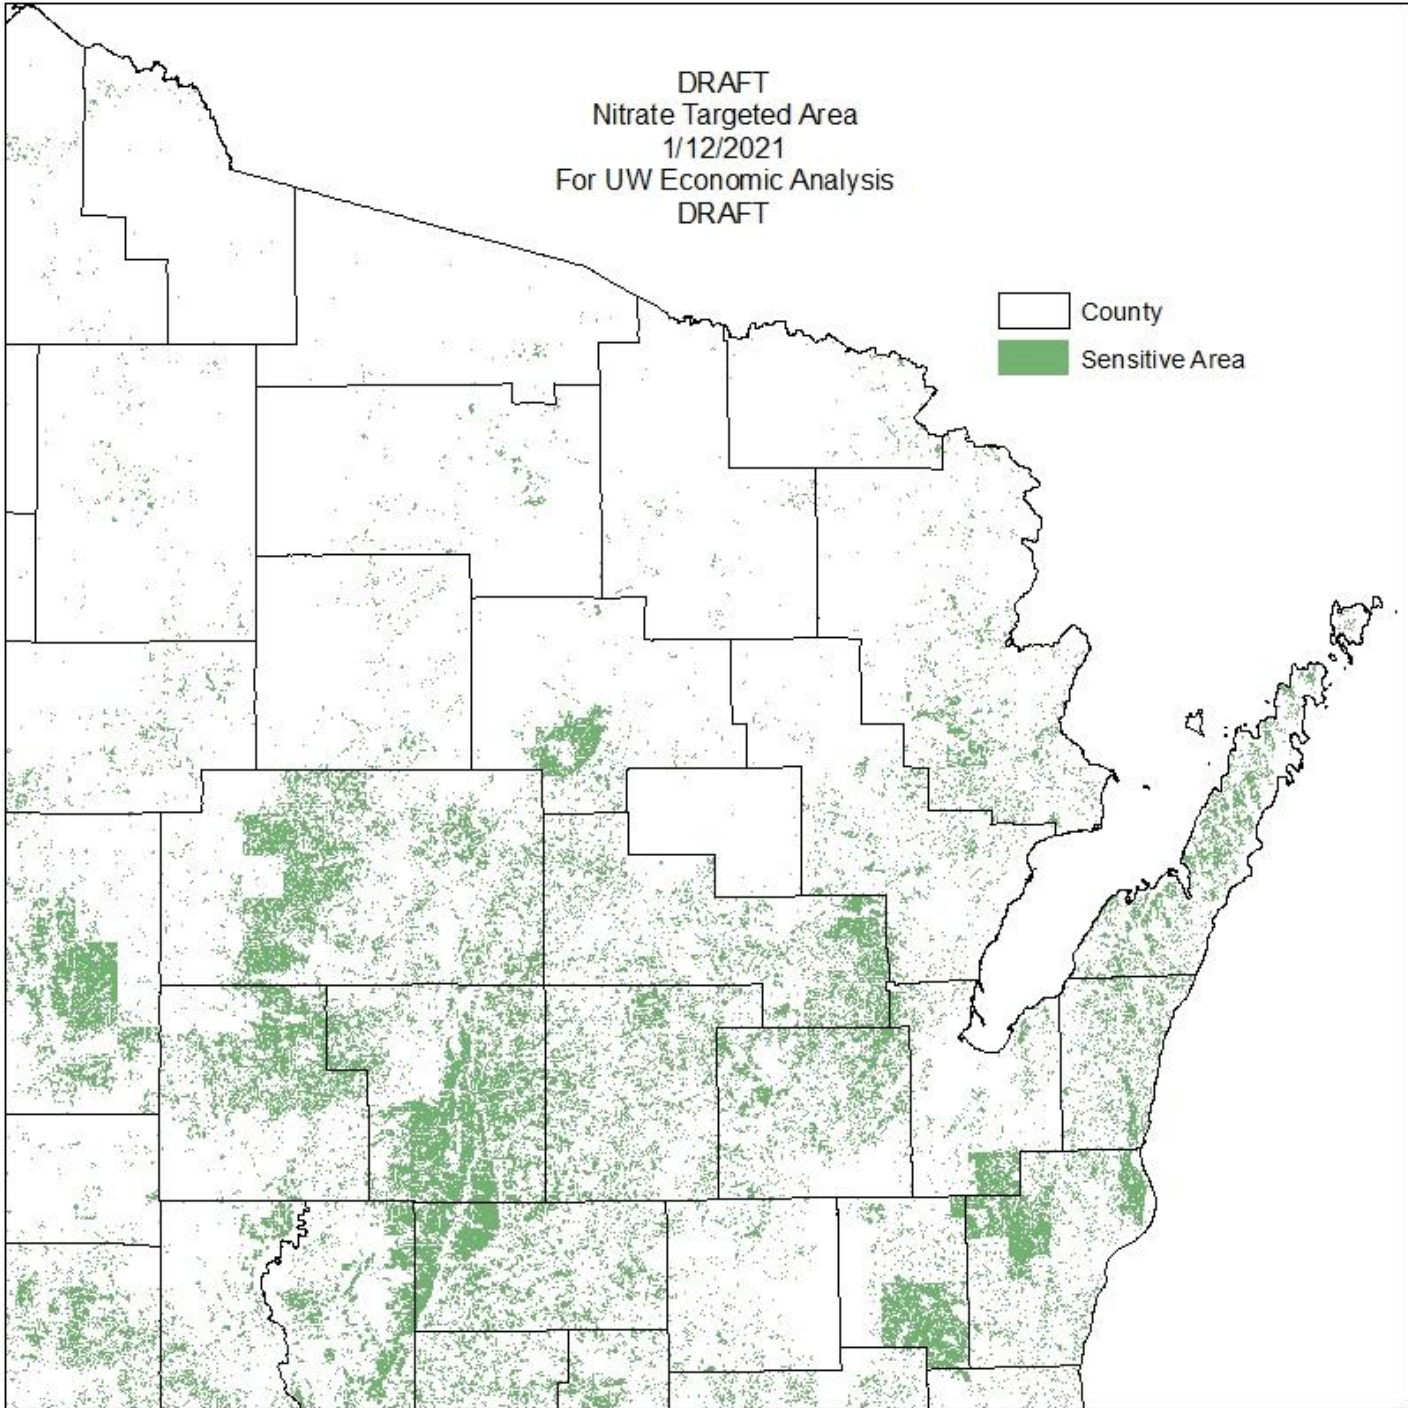 DRAFT
Nitrate Targeted Area
1/12/2021
For UW Economic Analysis
DRAFT
County
Sensitive Area